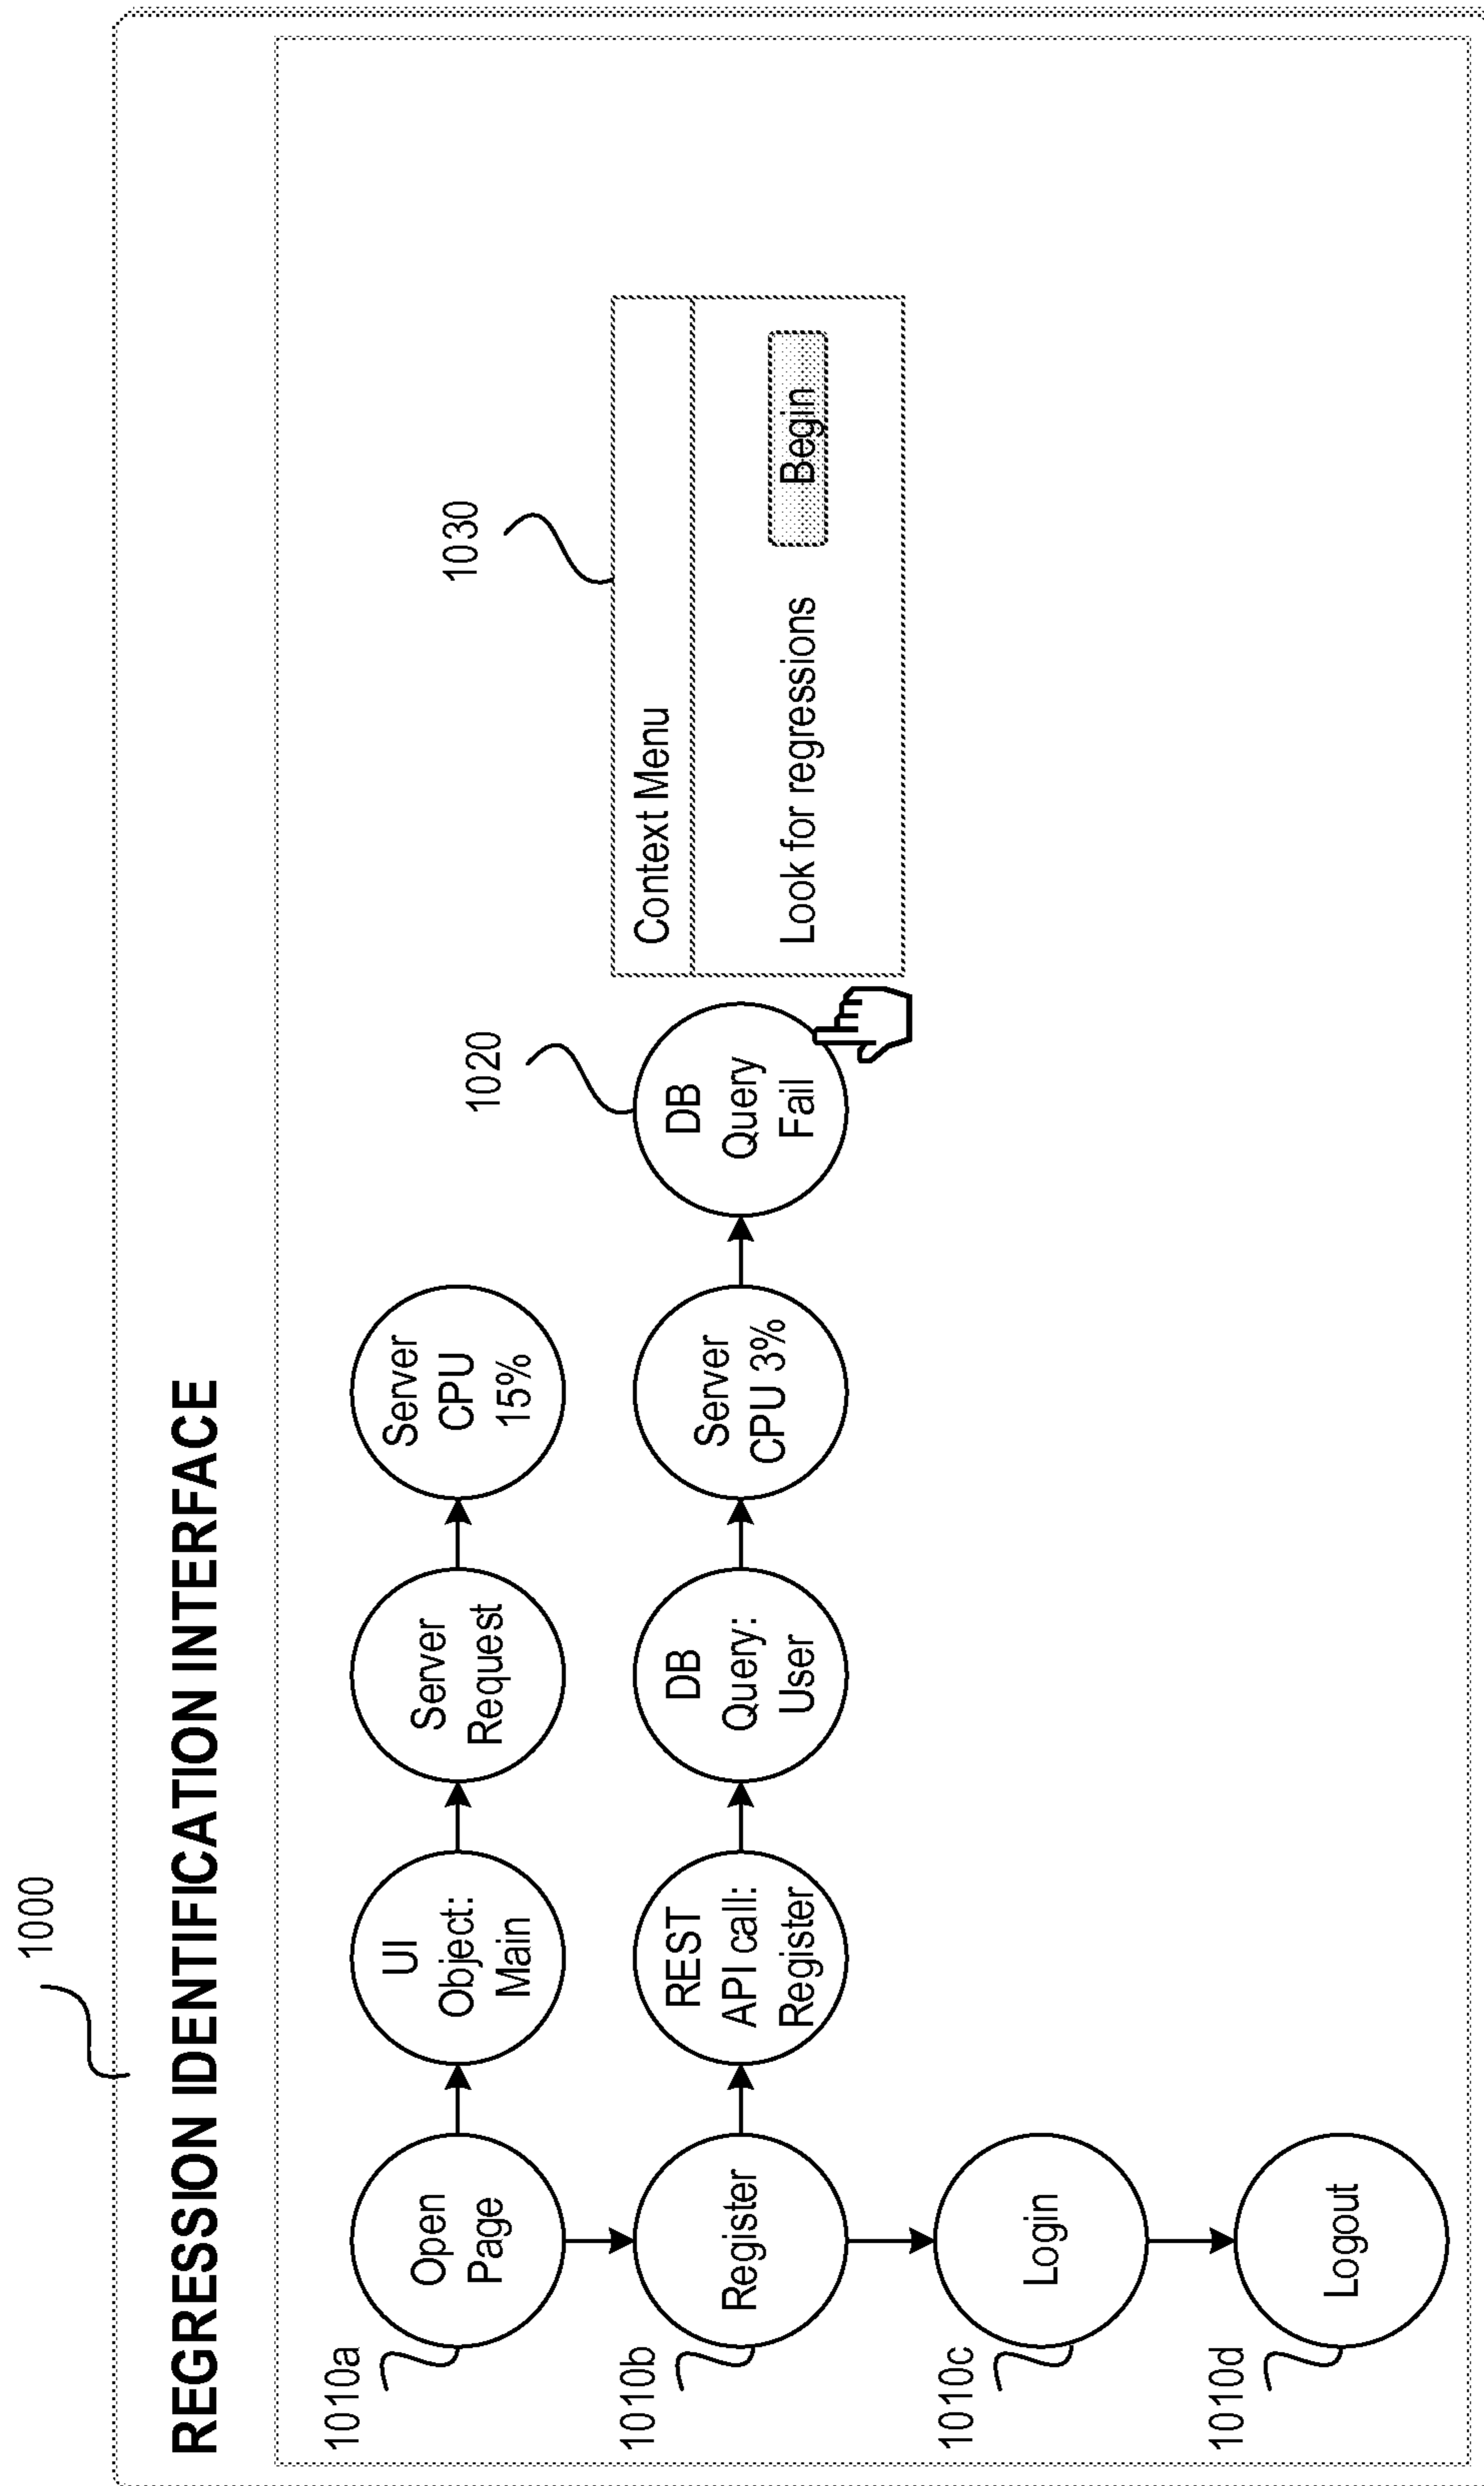 1000
REGRESSION IDENTIFICATION INTERFACE
1010a
Open
Page
UI
Object:
Main
Server
Request
Server
CPU
15%
1010b
Register
REST
API call:
Register
DB
Query:
User
Server
CPU 3%
1020
DB
Query
Fail
1030
Context Menu
Look for regressions
Begin
1010c
Login
1010d
Logout